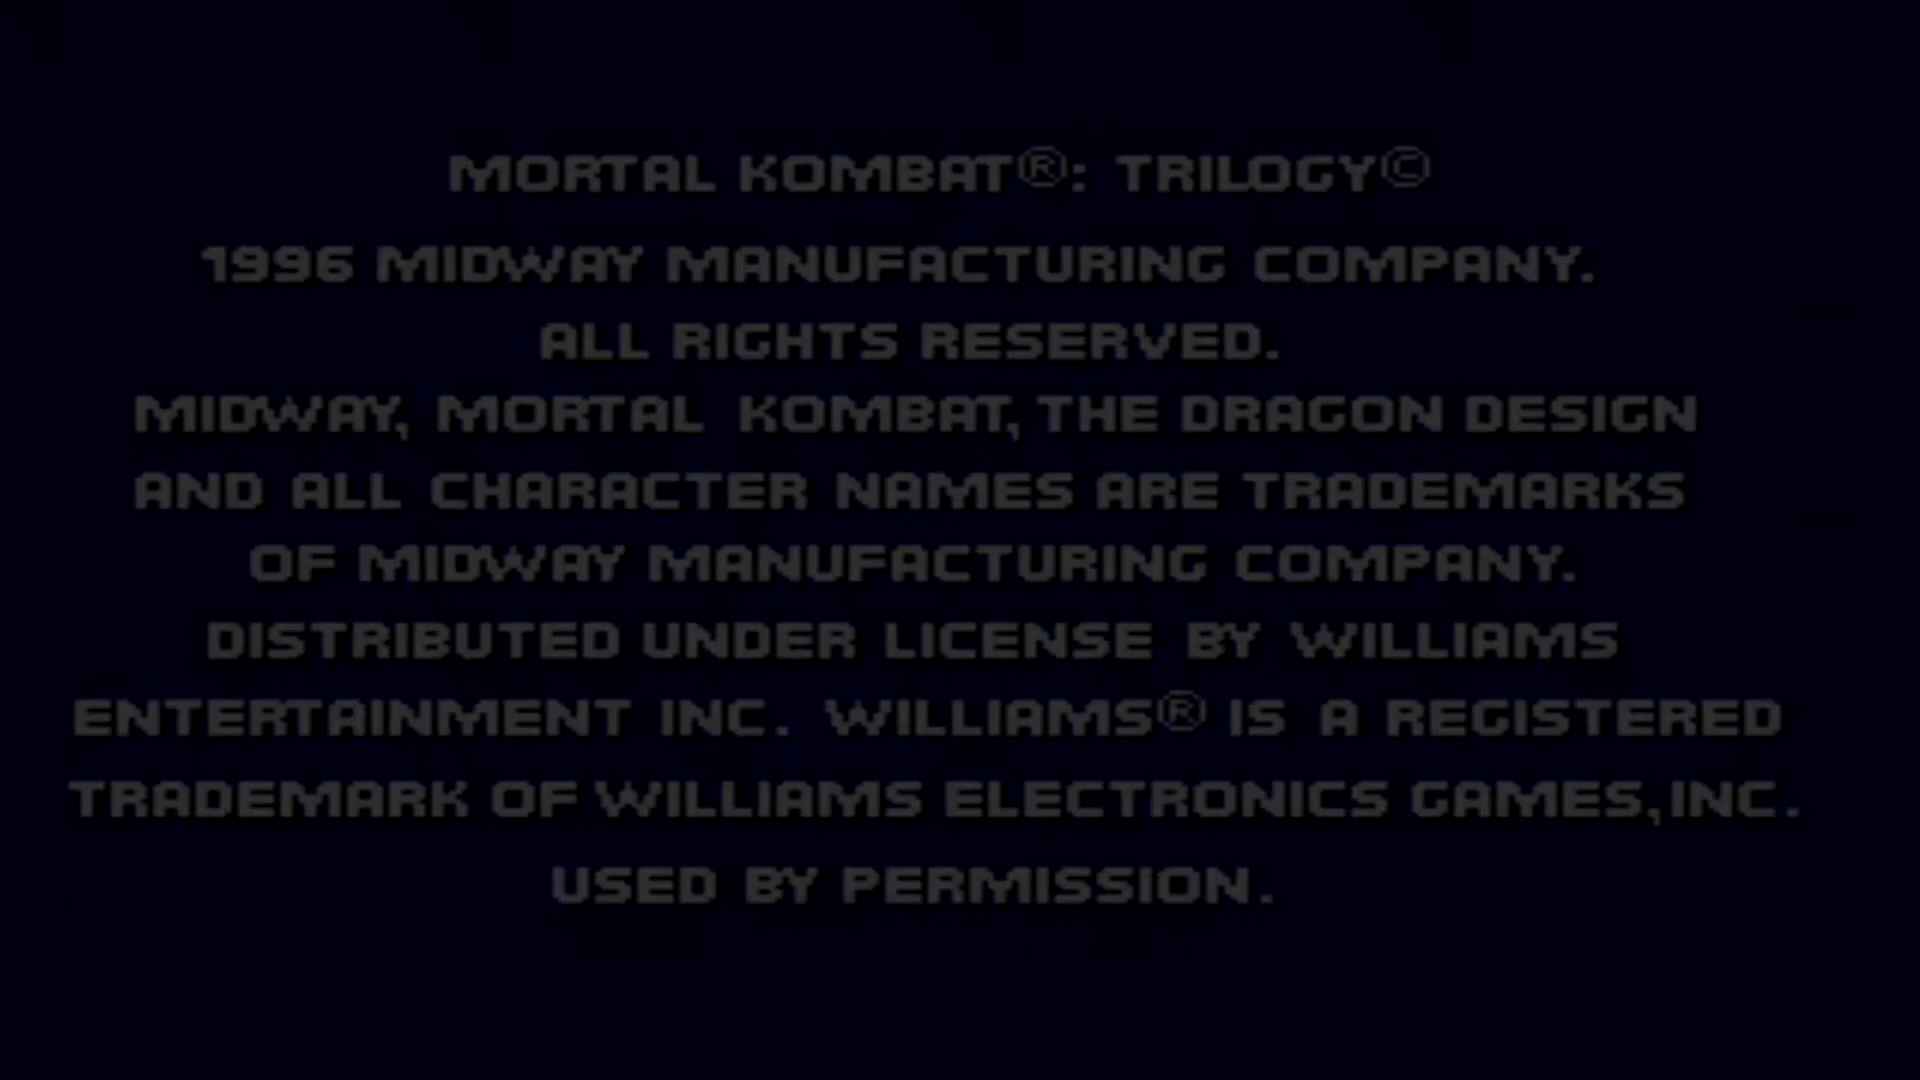 MORTAL KOMBAT®: TRILOGY©
1996 MIDWAY MANUFACTURING COMPANY.
ALL RIGHTS RESERVED.
MIDWAY, MORTAL KOMBAT, THE DRAGON DESIGN
AND ALL CHARACTER NAMES ARE TRADEMARKS
OF MIDWAY MANUFACTURING COMPANY.
DISTRIBUTED UNDER LICENSE BY WILLIAMS
ENTERTAINMENT INC. WILLIAMS® IS A REGISTERED
TRADEMARK OF WILLIAMS ELECTRONICS GAMES,INC.
USED BY PERMISSION.